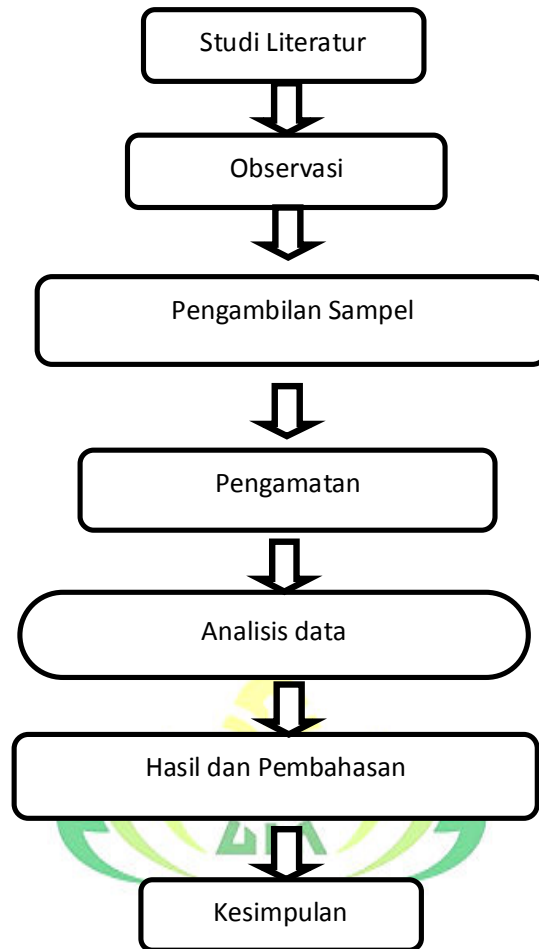 Studi Literatur
Observasi
Pengambilan Sampel
Pengamatan
Analisis data
Hasil dan Pembahasan
Kesimpulan